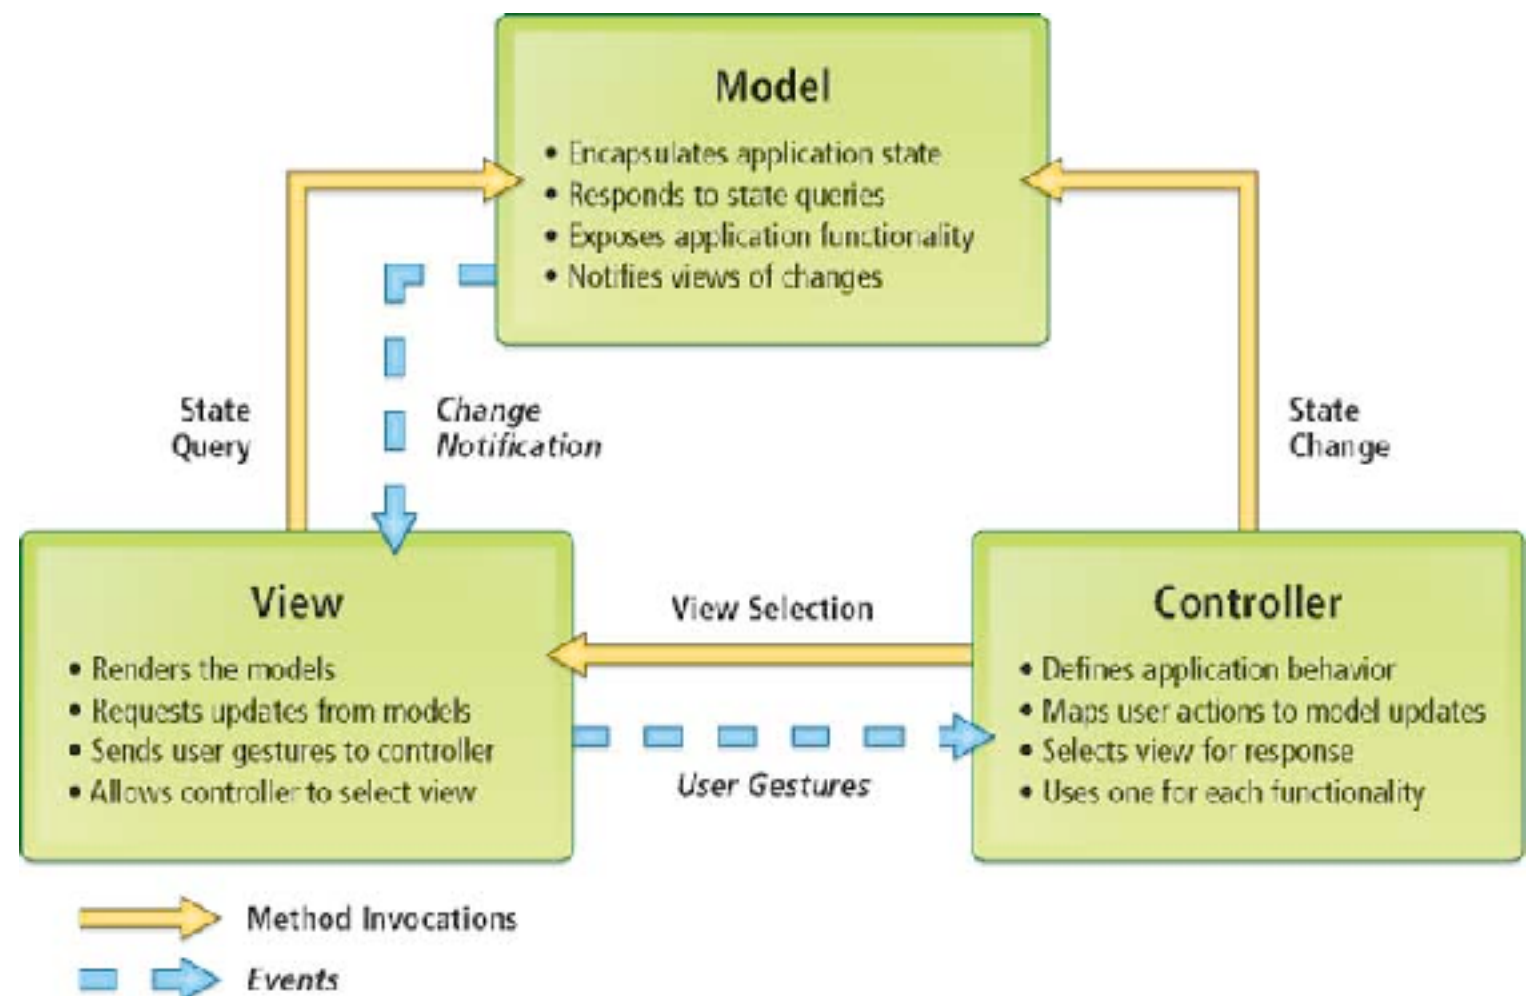 Model
• Encapsulates application state
• Responds to state queries
• Exposes application functionality
• Notifies views of changes
State
Query
Change
Notification
State
Change
View
• Renders the models
• Requests updates from models
• Sends user gestures to controller
• Allows controller to select view
View Selection
User Gestures
Controller
• Defines application behavior
• Maps user actions to model updates
• Selects view for response
• Uses one for each functionality
Method Invocations
Events